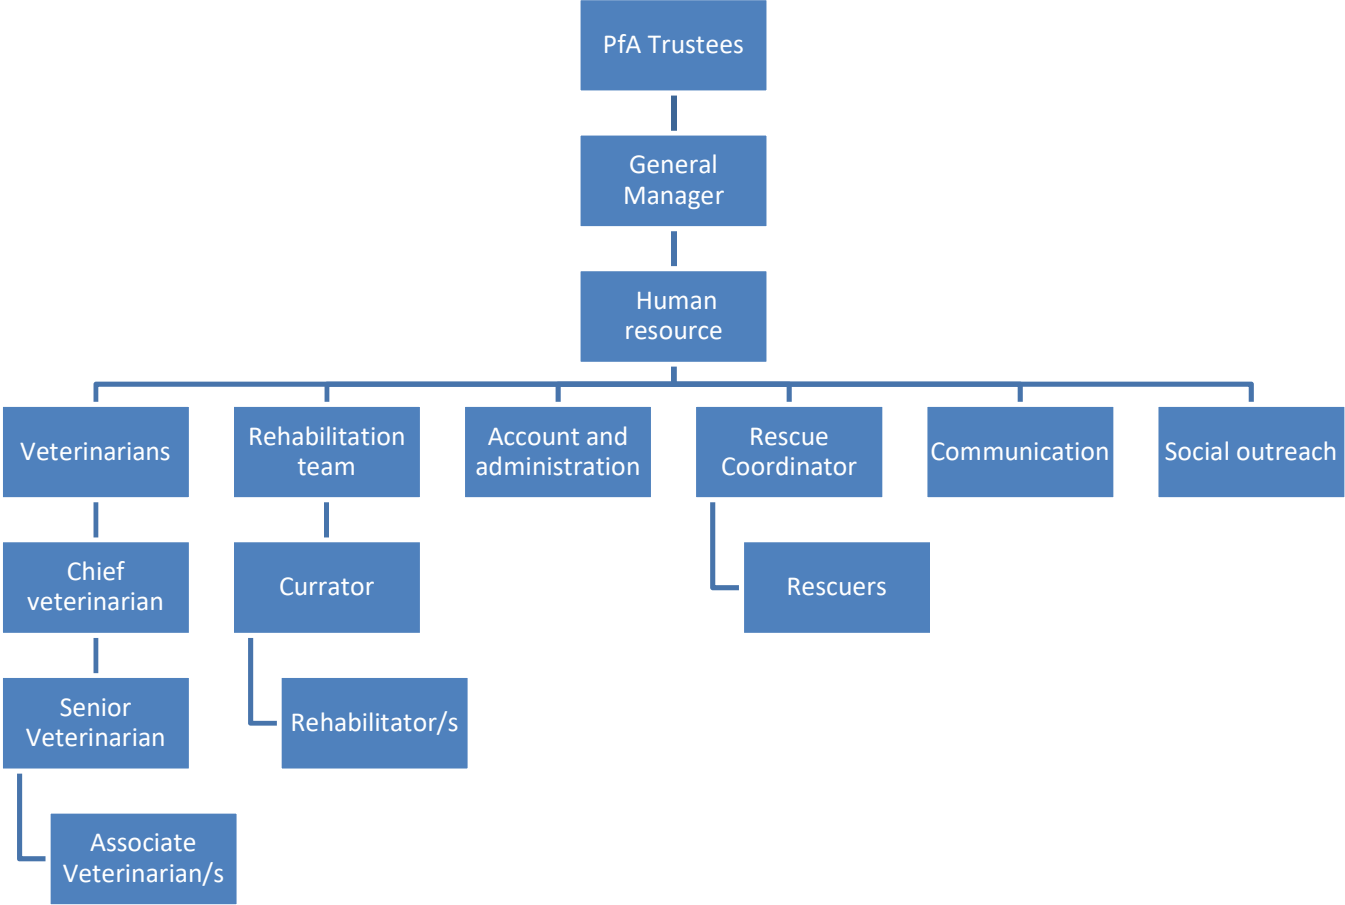 PfA Trustees
General
Manager
Human
resource
Veterinarians
Rehabilitation
team
Account and
administration
Rescue
Coordinator
Communication
Social outreach
Chief
veterinarian
Currator
Rescuers
Senior
Veterinarian
Rehabilitator/s
Associate
Veterinarian/s